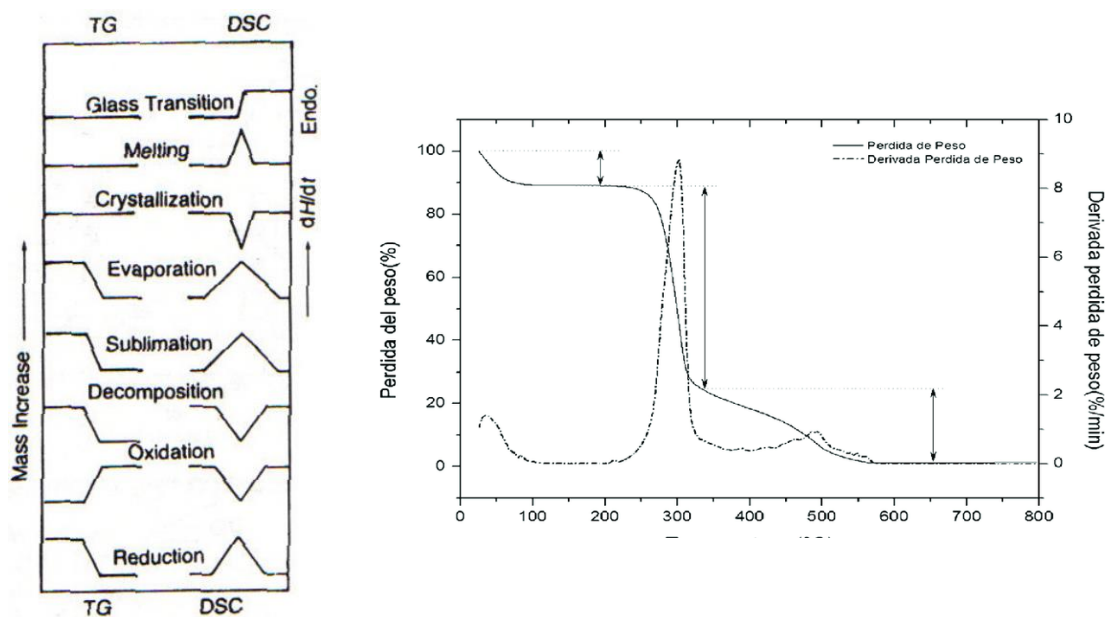 TG DSC
Glass Transition
Melting
Crystallization
Evaporation
Sublimation
Decomposition
Oxidation
Reduction
TG DSC
Mass Increase
dH/dt
Endo.
Perdida de Peso
Derivada Perdida de Peso
Perdida del peso(%)
100
80
60
40
20
0
0 100 200 300 400 500 600 700 800
10
8
6
4
2
0
Derivada perdida de peso(%/min)